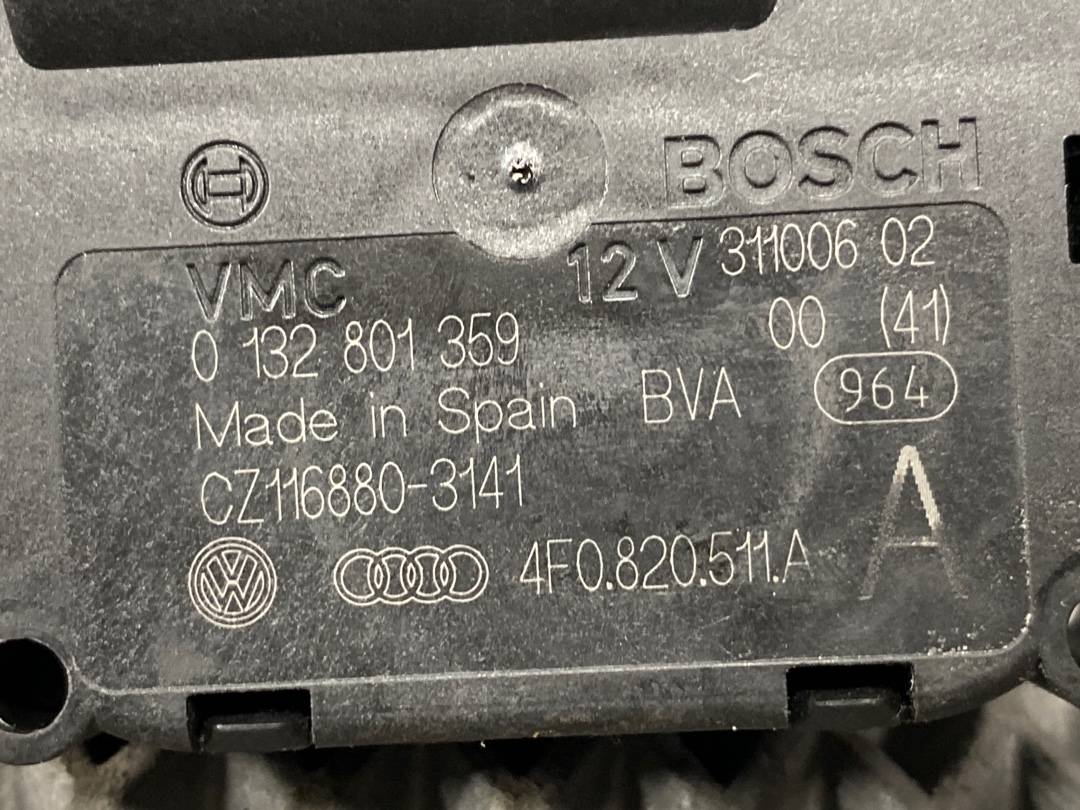 BOSCH
VMC 12 V 311006 02
0 132 801 359 00 (41)
Made in Spain BVA 964
CZ116880-3141 A
4F0.820.511.A